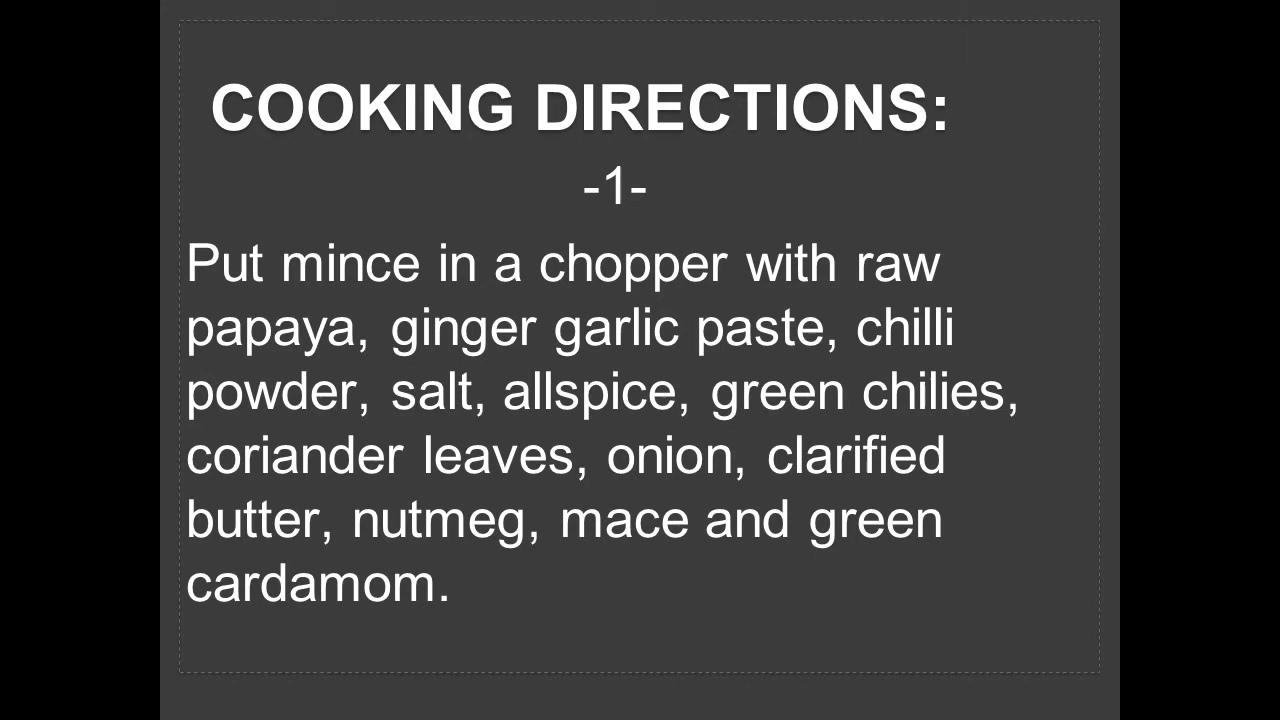 COOKING DIRECTIONS:
-1-
Put mince in a chopper with raw
papaya, ginger garlic paste, chilli
powder, salt, allspice, green chilies,
coriander leaves, onion, clarified
butter, nutmeg, mace and green
cardamom.